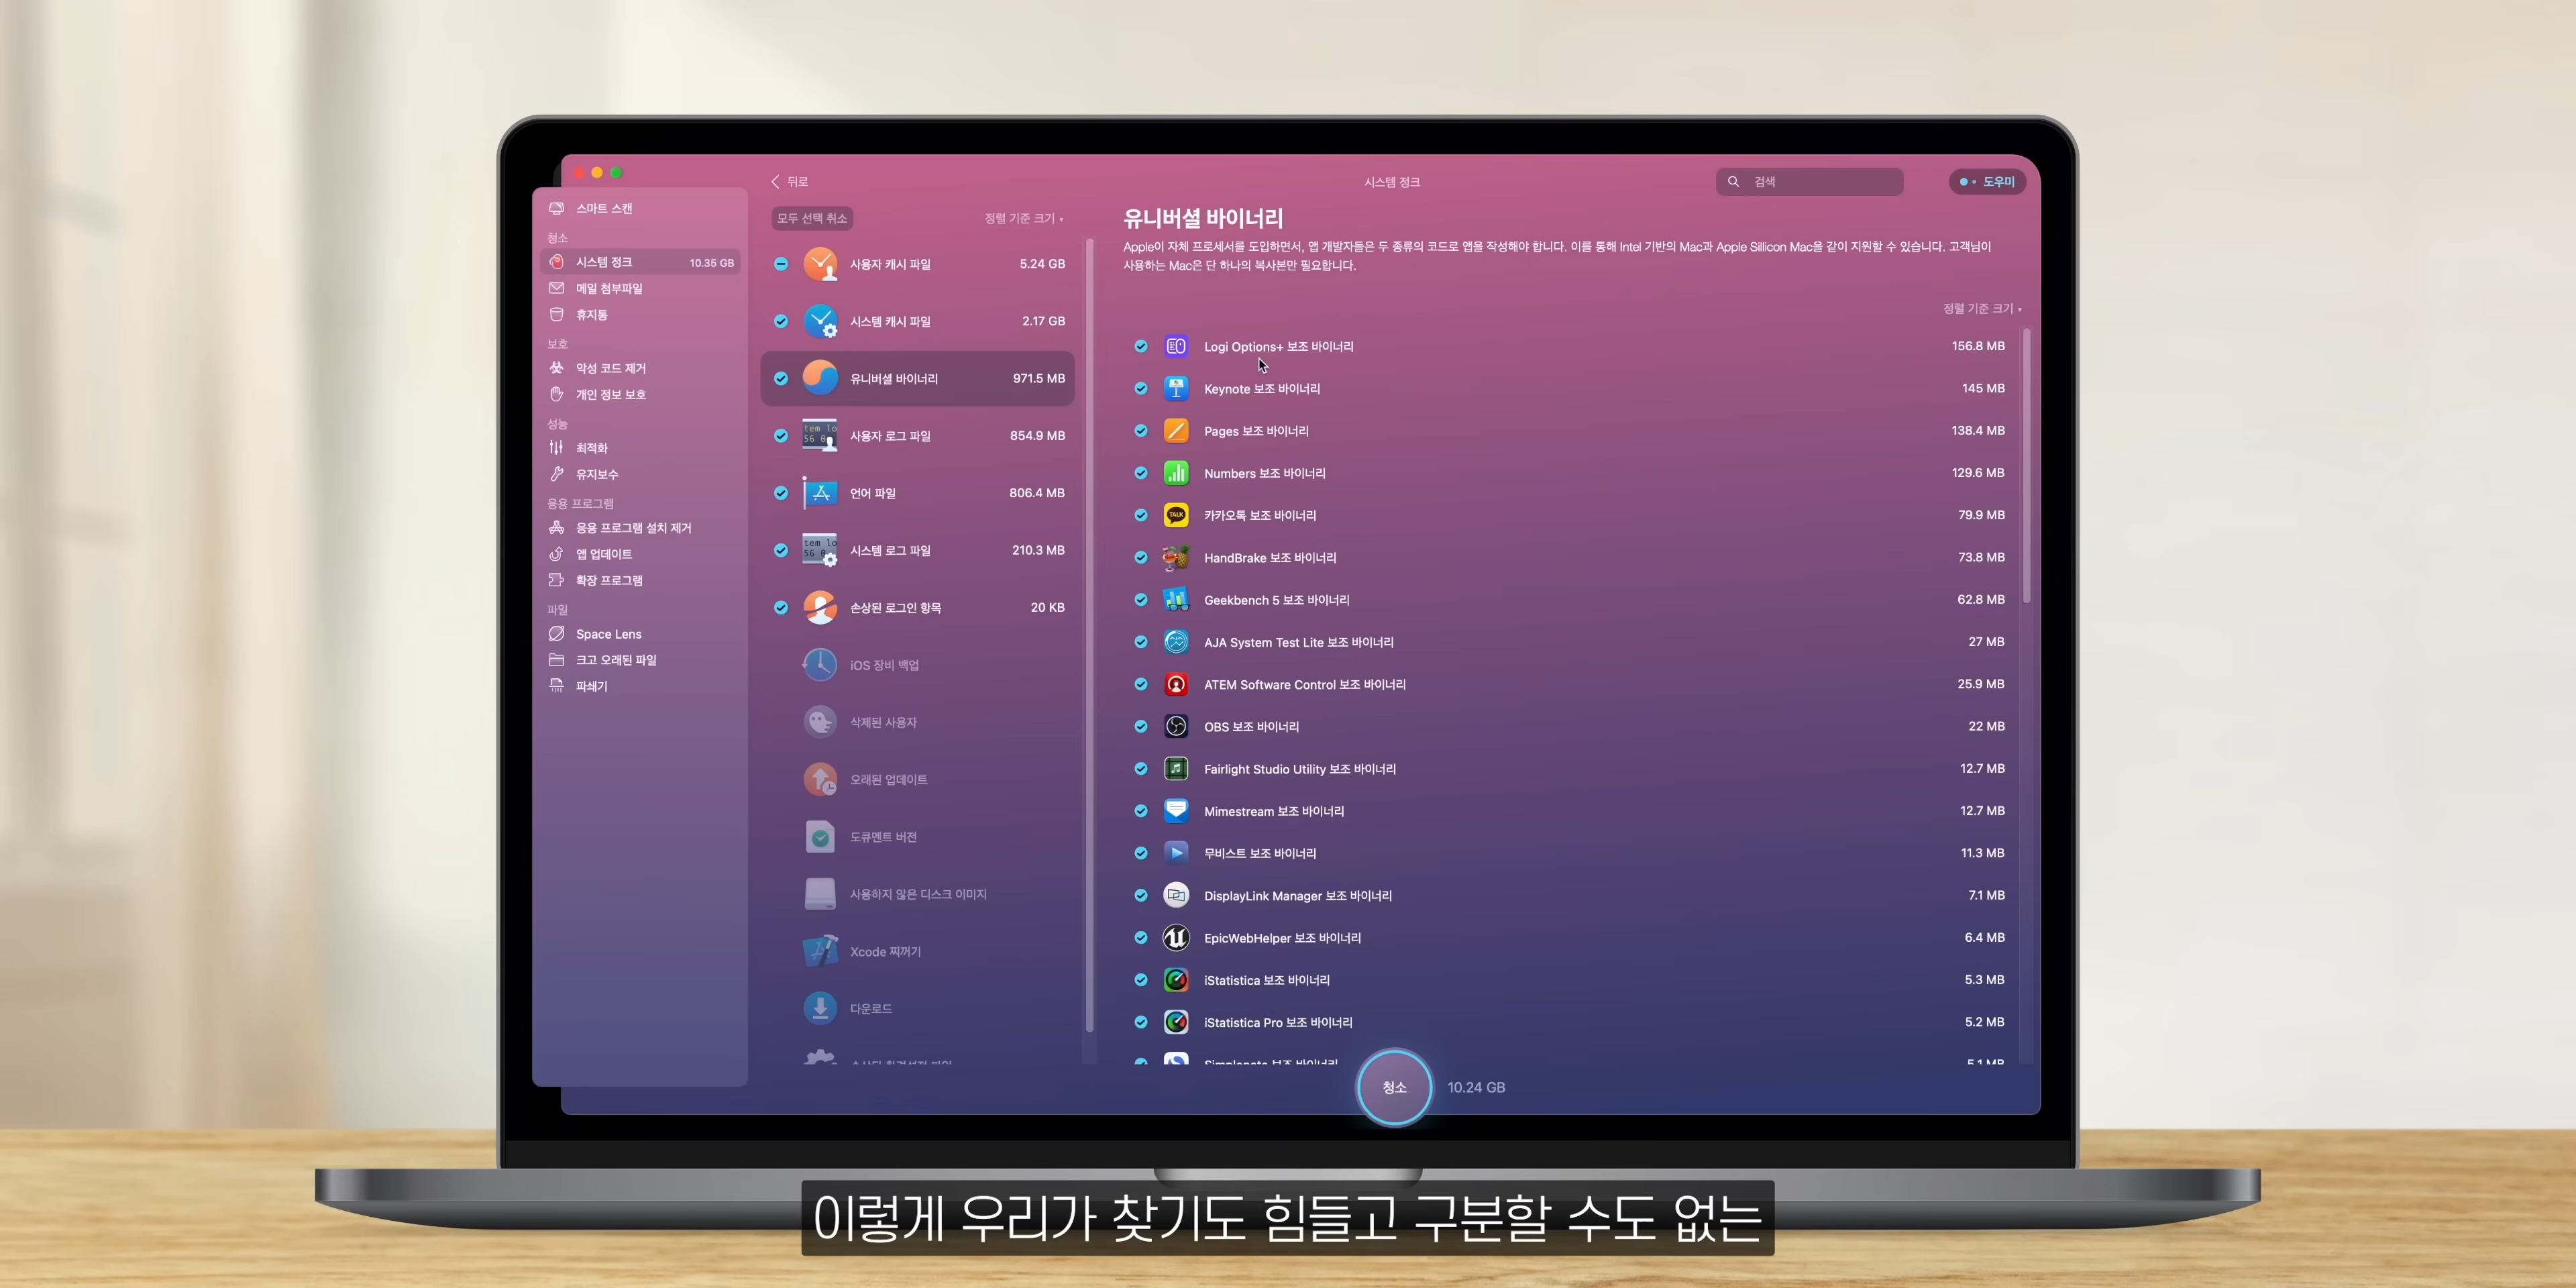 뒤로
시스템 정크
검색
도우미
스마트 스캔
청소
시스템 정크 10.35 GB
메일 첨부파일
휴지통
보호
악성 코드 제거
개인 정보 보호
성능
최적화
유지보수
응용 프로그램
응용 프로그램 설치 제거
앱 업데이트
확장 프로그램
파일
Space Lens
크고 오래된 파일
파쇄기
모두 선택 취소
정렬 기준 크기
사용자 캐시 파일 5.24 GB
시스템 캐시 파일 2.17 GB
유니버셜 바이너리 971.5 MB
사용자 로그 파일 854.9 MB
언어 파일 806.4 MB
시스템 로그 파일 210.3 MB
손상된 로그인 항목 20 KB
iOS 장비 백업
삭제된 사용자
오래된 업데이트
도큐멘트 버전
사용하지 않은 디스크 이미지
Xcode 찌꺼기
다운로드
유니버셜 바이너리
Apple이 자체 프로세서를 도입하면서, 앱 개발자들은 두 종류의 코드로 앱을 작성해야 합니다. 이를 통해 Intel 기반의 Mac과 Apple Sillicon Mac을 같이 지원할 수 있습니다. 고객님이
사용하는 Mac은 단 하나의 복사본만 필요합니다.
정렬 기준 크기
Logi Options+ 보조 바이너리 156.8 MB
Keynote 보조 바이너리 145 MB
Pages 보조 바이너리 138.4 MB
Numbers 보조 바이너리 129.6 MB
TALK 카카오톡 보조 바이너리 79.9 MB
HandBrake 보조 바이너리 73.8 MB
Geekbench 5 보조 바이너리 62.8 MB
AJA System Test Lite 보조 바이너리 27 MB
ATEM Software Control 보조 바이너리 25.9 MB
OBS 보조 바이너리 22 MB
Fairlight Studio Utility 보조 바이너리 12.7 MB
Mimestream 보조 바이너리 12.7 MB
무비스트 보조 바이너리 11.3 MB
DisplayLink Manager 보조 바이너리 7.1 MB
EpicWebHelper 보조 바이너리 6.4 MB
iStatistica 보조 바이너리 5.3 MB
iStatistica Pro 보조 바이너리 5.2 MB
청소 10.24 GB
이렇게 우리가 찾기도 힘들고 구분할 수도 없는